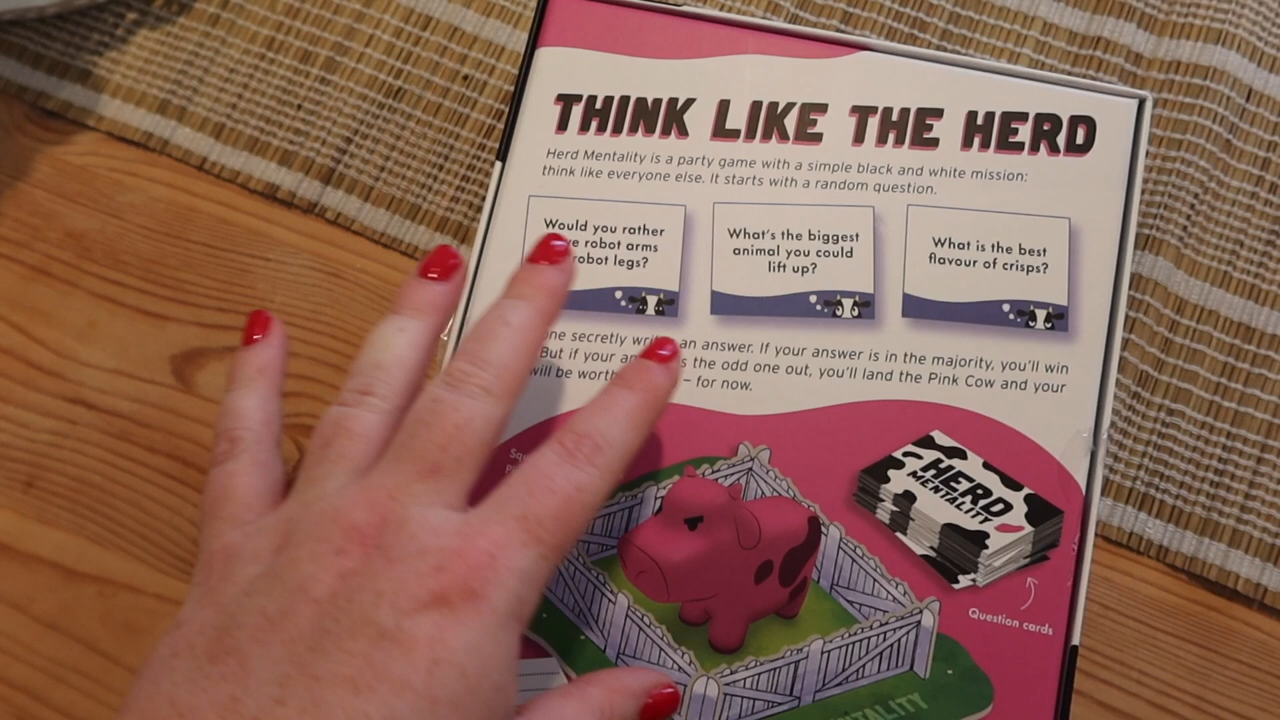 THINK LIKE THE HERD
Herd Mentality is a party game with a simple black and white mission:
think like everyone else. It starts with a random question.
Would you rather
robot arms
robot legs?
What's the biggest
animal you could
lift up?
What is the best
flavour of crisps?
secretly an answer. If your answer is in the majority, you'll win
But if your the odd one out, you'll land the Pink Cow and your
will be – for now.
HERD
MENTALITY
Question cards